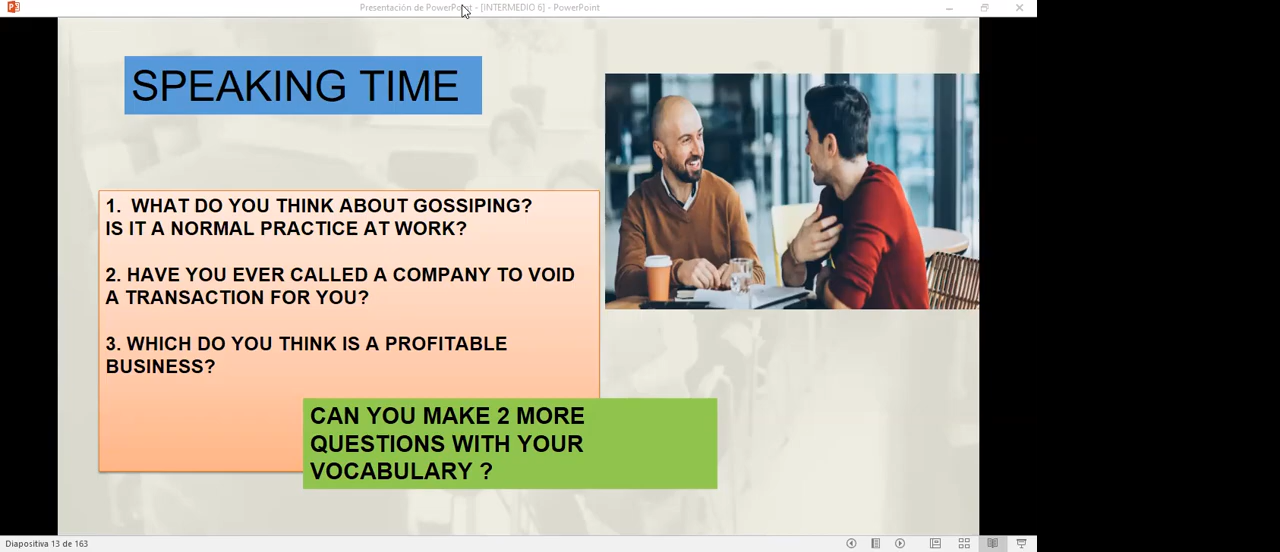 Presentación de PowerPoint - [INTERMEDIO 6] - PowerPoint
SPEAKING TIME
1. WHAT DO YOU THINK ABOUT GOSSIPING?
IS IT A NORMAL PRACTICE AT WORK?
2. HAVE YOU EVER CALLED A COMPANY TO VOID
A TRANSACTION FOR YOU?
3. WHICH DO YOU THINK IS A PROFITABLE
BUSINESS?
CAN YOU MAKE 2 MORE
QUESTIONS WITH YOUR
VOCABULARY ?
Diapositiva 13 de 163